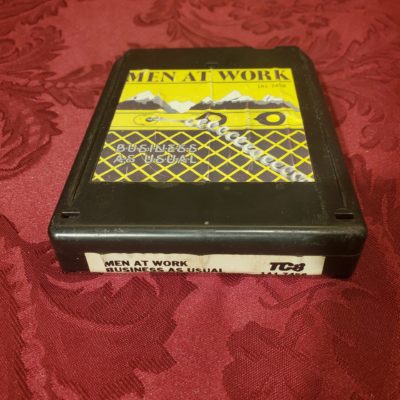 MEN AT WORK
BUSINESS
AS USUAL
MEN AT WORK
TC8
BUSINESS AS USUAL